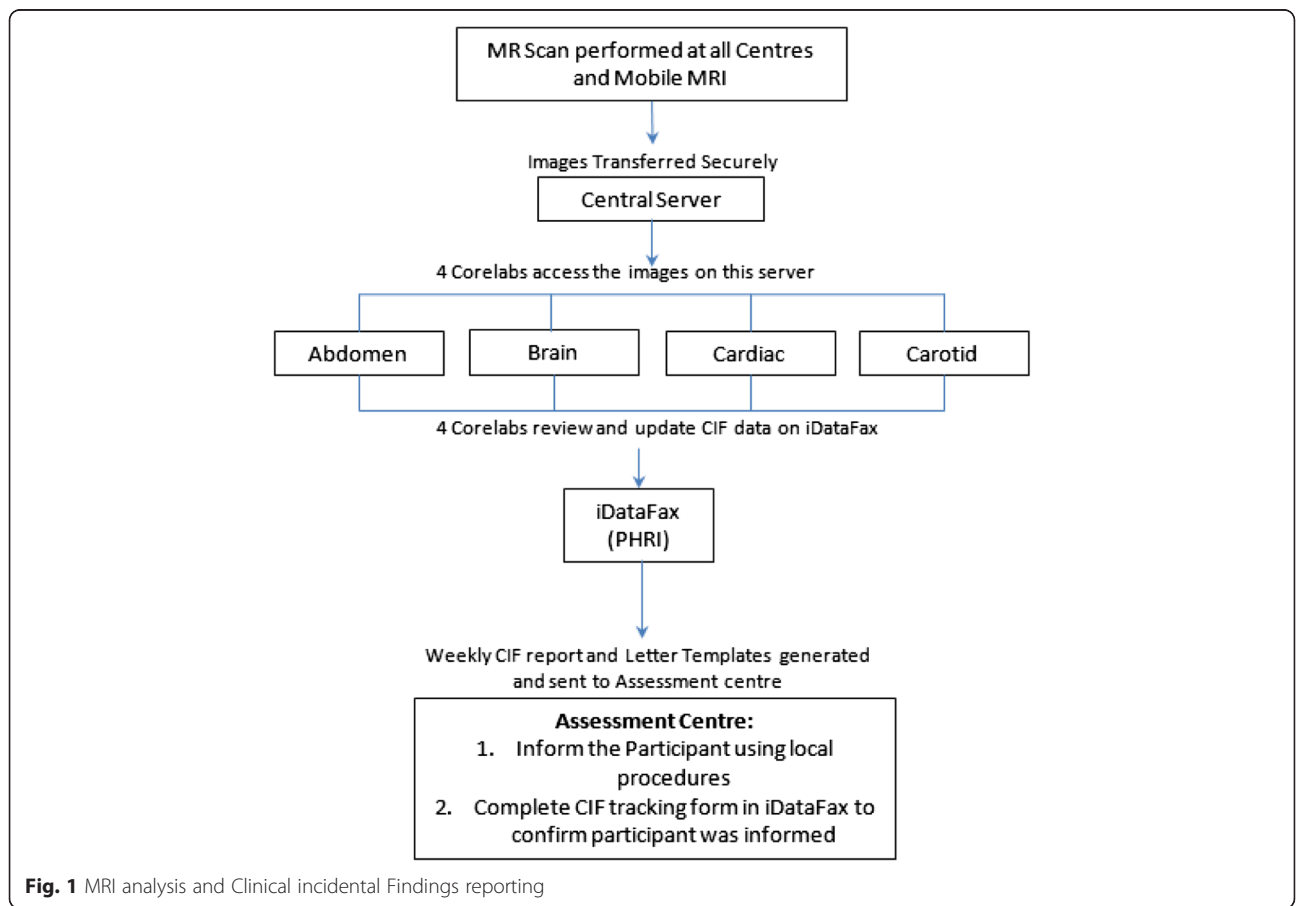 MR Scan performed at all Centres
and Mobile MRI
Images Transferred Securely
Central Server
4 Corelabs access the images on this server
Abdomen
Brain
Cardiac
Carotid
4 Corelabs review and update CIF data on iDataFax
iDataFax
(PHRI)
Weekly CIF report and Letter Templates generated
and sent to Assessment centre
Assessment Centre:
1. Inform the Participant using local
procedures
2. Complete CIF tracking form in iDataFax to
confirm participant was informed
Fig. 1 MRI analysis and Clinical incidental Findings reporting